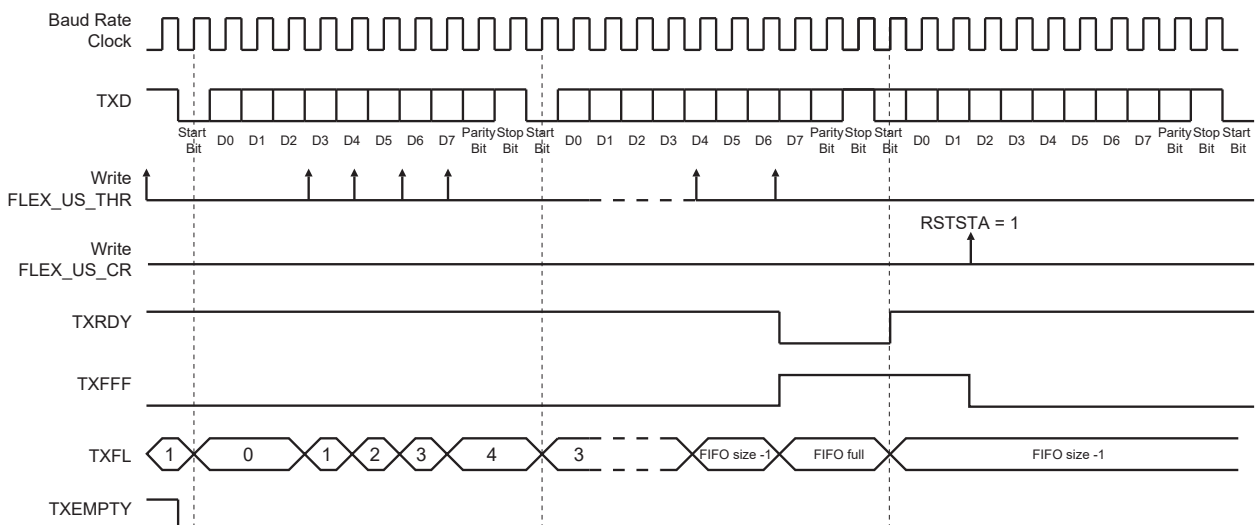 Baud Rate
Clock
TXD
Start
Bit
D0 D1 D2 D3 D4 D5 D6 D7
Parity
Bit
Stop
Bit
Start
Bit
D0 D1 D2 D3 D4 D5 D6 D7
Parity
Bit
Stop
Bit
Start
Bit
D0 D1 D2 D3 D4 D5 D6 D7
Parity
Bit
Stop
Bit
Start
Bit
Write
FLEX_US_THR
RSTSTA = 1
Write
FLEX_US_CR
TXRDY
TXFFF
TXFL 1 0 1 2 3 4 3 FIFO size -1 FIFO full FIFO size -1
TXEMPTY